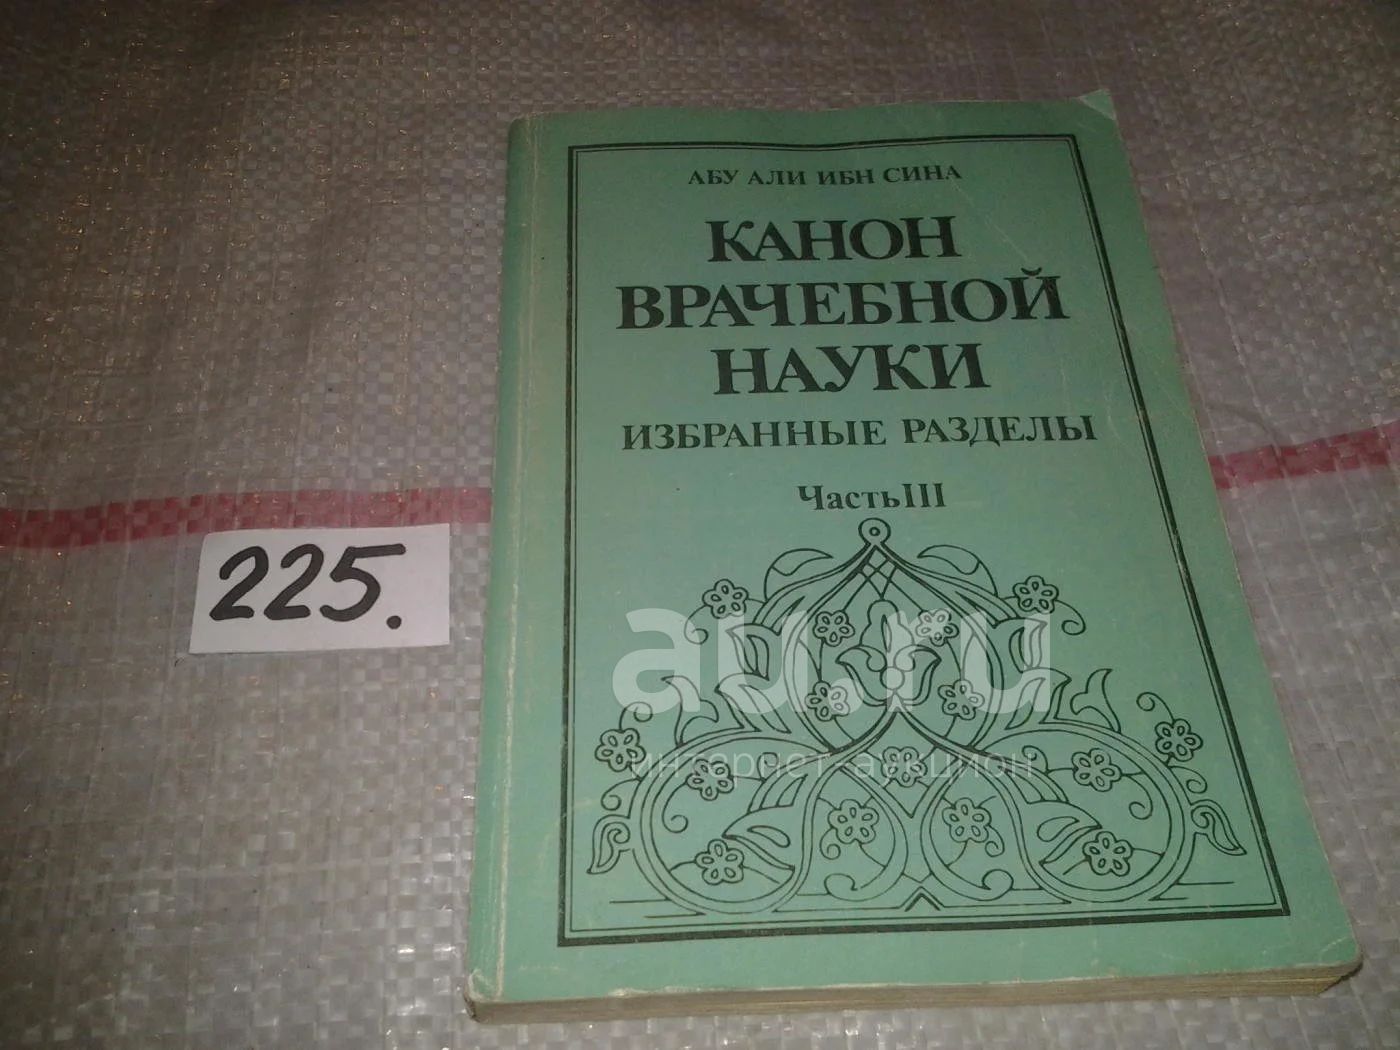 АБУ АЛИ ИБН СИНА
КАНОН
ВРАЧЕБНОЙ
НАУКИ
ИЗБРАННЫЕ РАЗДЕЛЫ
Часть III
225.
au.ru
интернет-аукцион